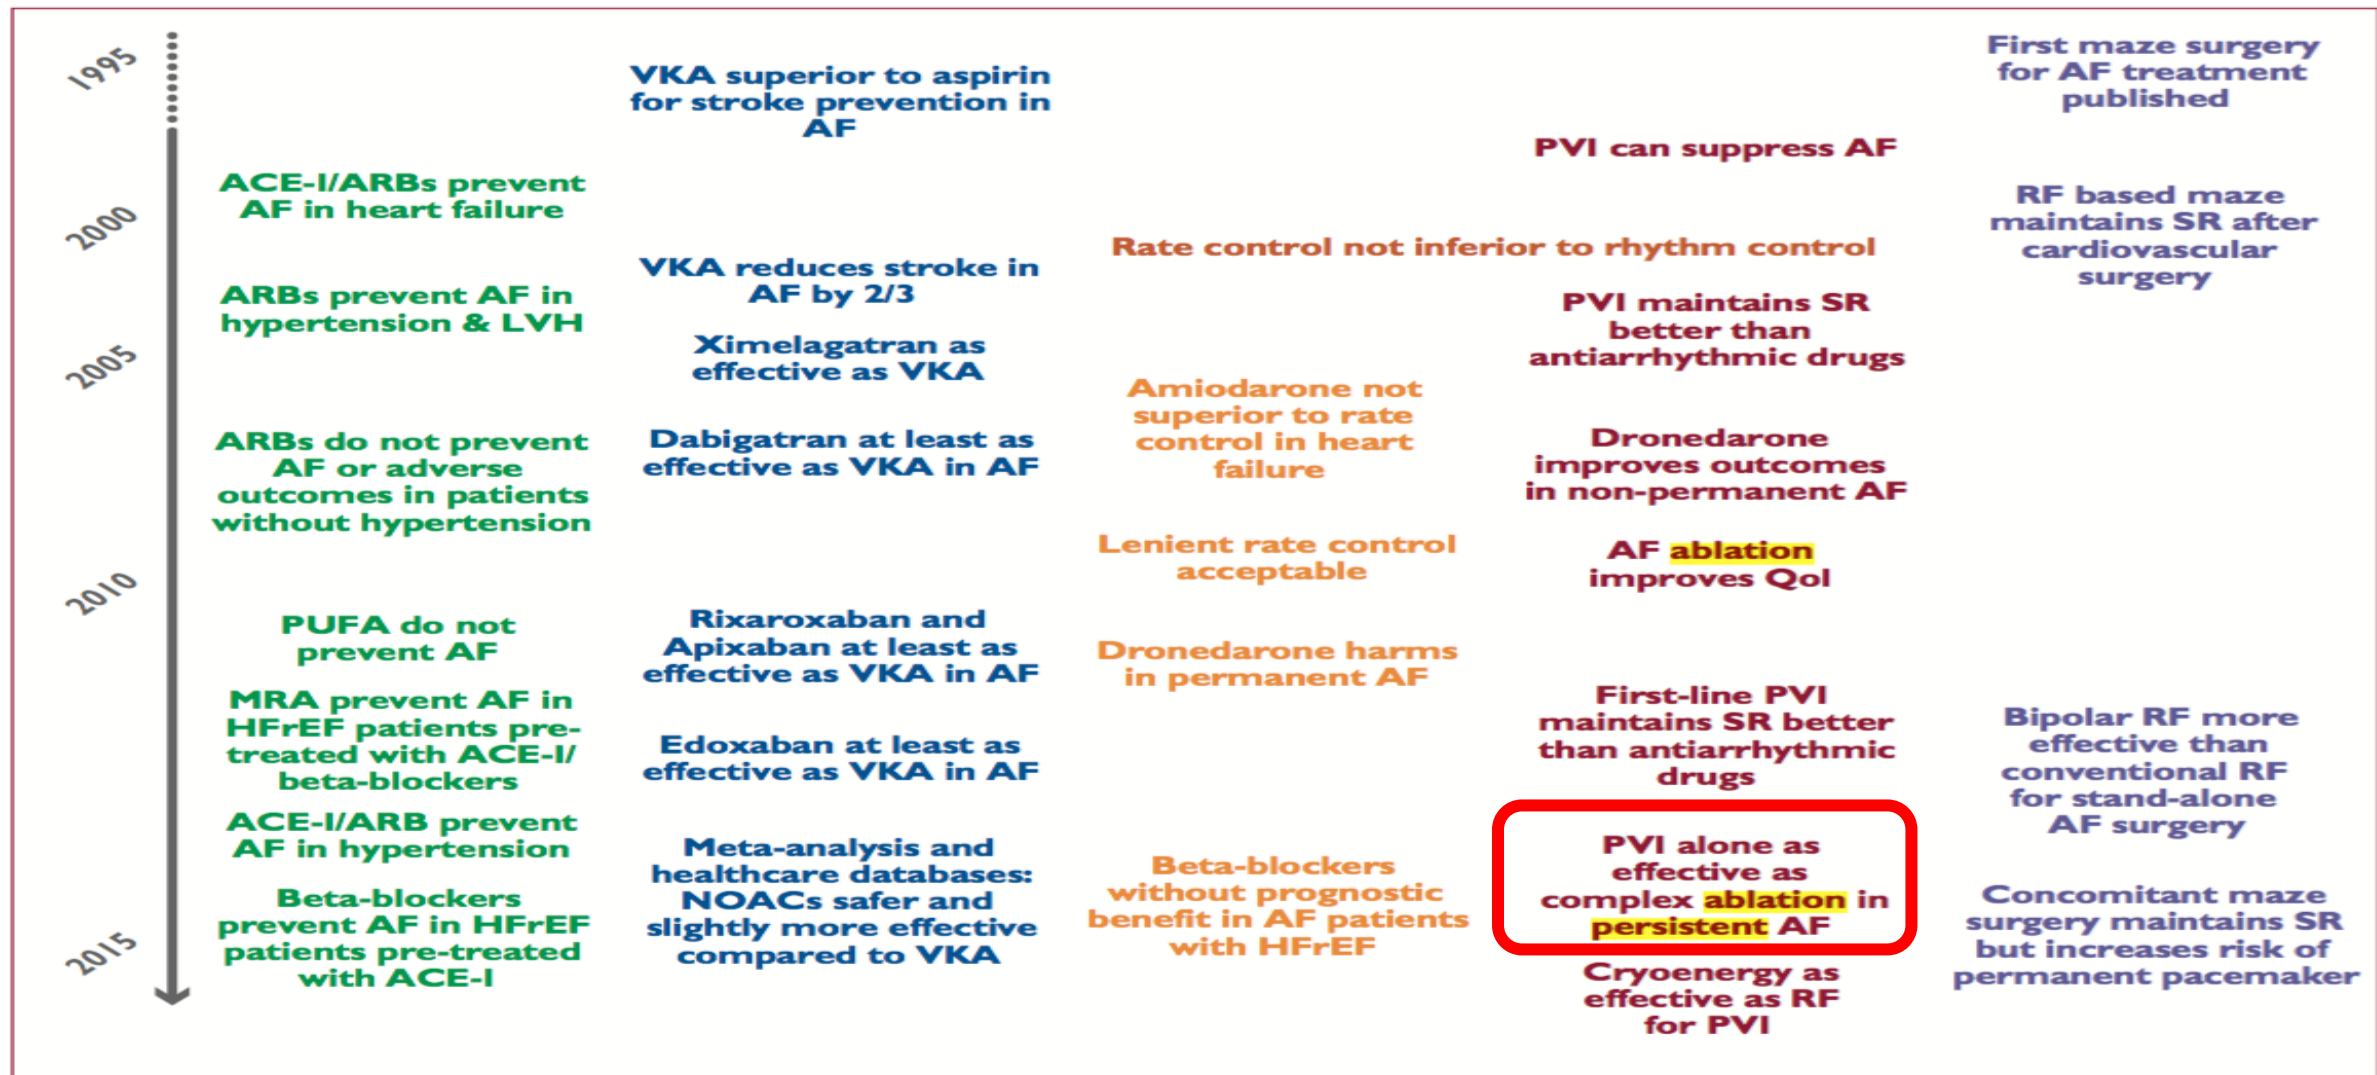 1995
2000
2005
2010
2015
ACE-I/ARBs prevent
AF in heart failure
ARBs prevent AF in
hypertension & LVH
ARBs do not prevent
AF or adverse
outcomes in patients
without hypertension
PUFA do not
prevent AF
MRA prevent AF in
HFrEF patients pre-
treated with ACE-I/
beta-blockers
ACE-I/ARB prevent
AF in hypertension
Beta-blockers
prevent AF in HFrEF
patients pre-treated
with ACE-I
VKA superior to aspirin
for stroke prevention in
AF
VKA reduces stroke in
AF by 2/3
Ximelagatran as
effective as VKA
Dabigatran at least as
effective as VKA in AF
Rixaroxaban and
Apixaban at least as
effective as VKA in AF
Edoxaban at least as
effective as VKA in AF
Meta-analysis and
healthcare databases:
NOACs safer and
slightly more effective
compared to VKA
Rate control not inferior to rhythm control
Amiodarone not
superior to rate
control in heart
failure
Lenient rate control
acceptable
Dronedarone harms
in permanent AF
Beta-blockers
without prognostic
benefit in AF patients
with HFrEF
PVI can suppress AF
PVI maintains SR
better than
antiarrhythmic drugs
Dronedarone
improves outcomes
in non-permanent AF
AF ablation
improves Qol
First-line PVI
maintains SR better
than antiarrhythmic
drugs
PVI alone as
effective as
complex ablation in
persistent AF
Cryoenergy as
effective as RF
for PVI
First maze surgery
for AF treatment
published
RF based maze
maintains SR after
cardiovascular
surgery
Bipolar RF more
effective than
conventional RF
for stand-alone
AF surgery
Concomitant maze
surgery maintains SR
but increases risk of
permanent pacemaker